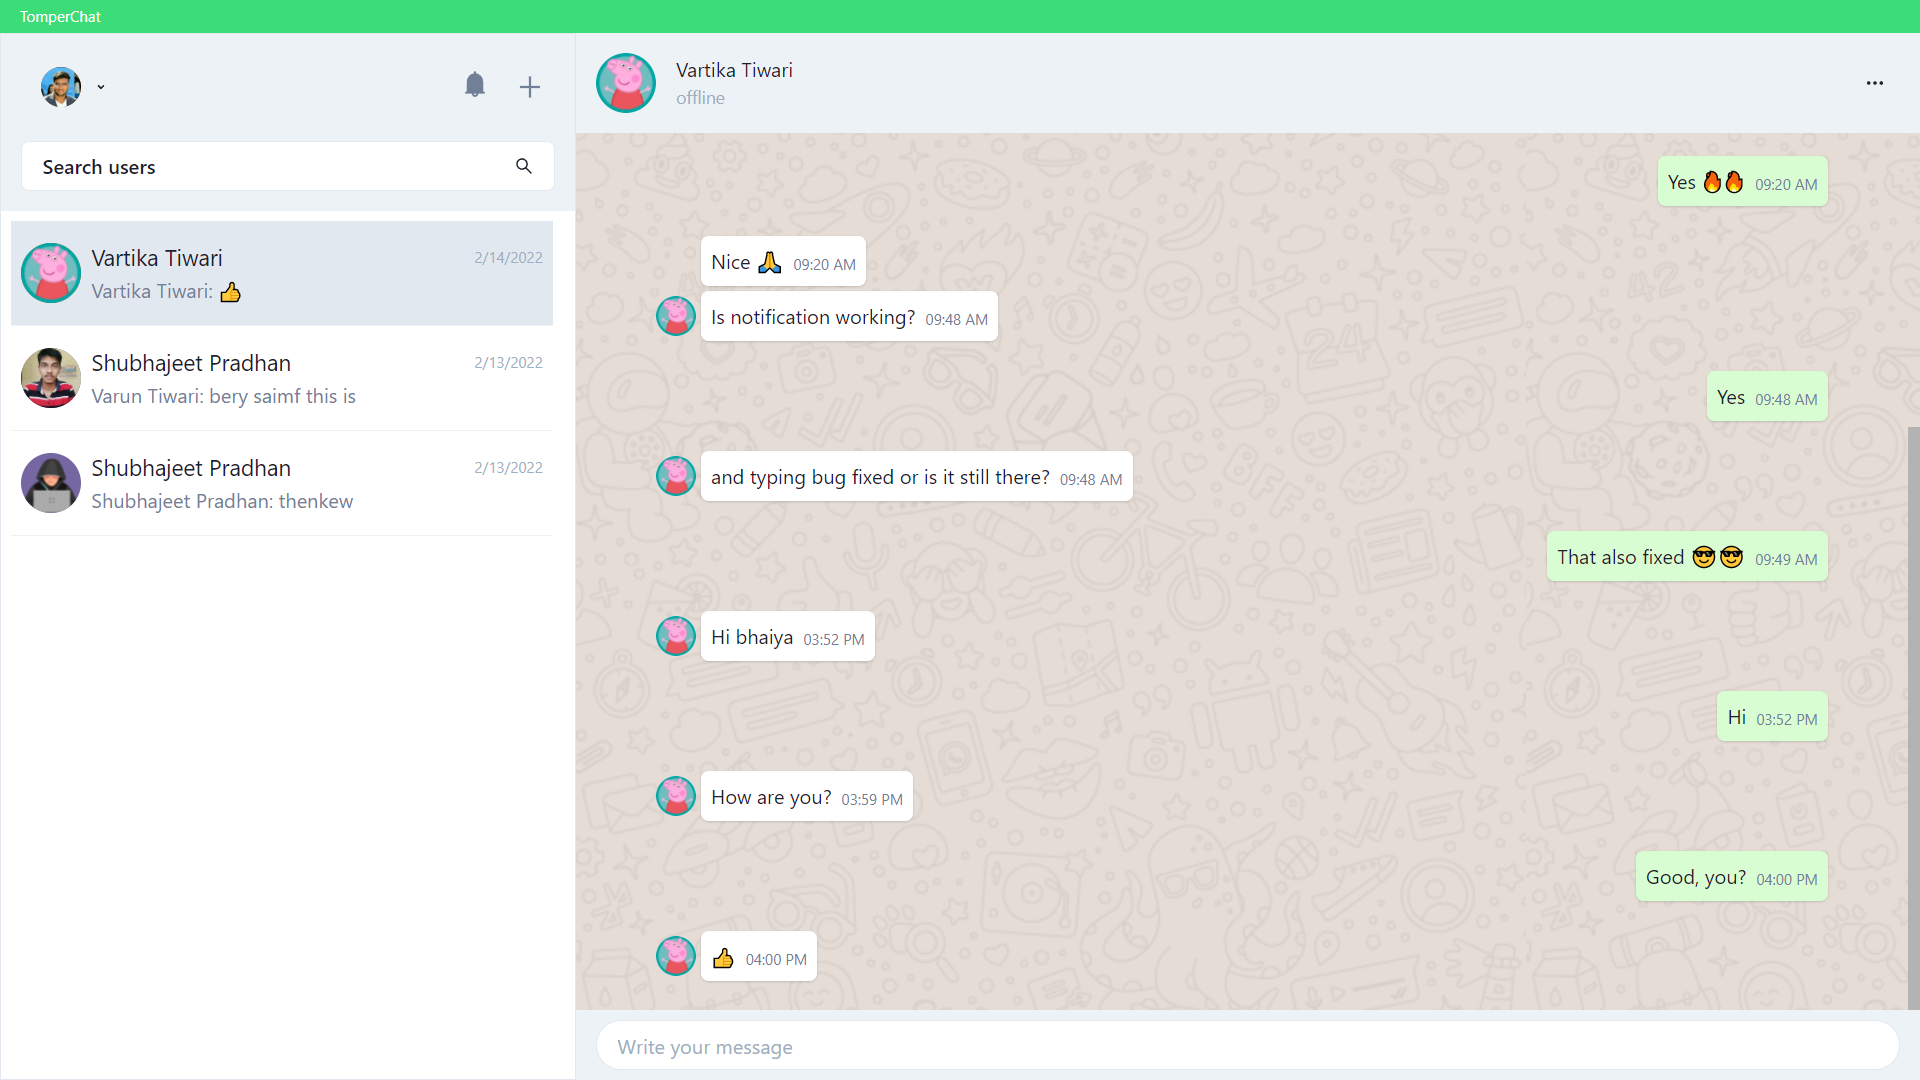 TomperChat
Search users
Vartika Tiwari
2/14/2022
Vartika Tiwari: 👍
Shubhajeet Pradhan
2/13/2022
Varun Tiwari: bery saimf this is
Shubhajeet Pradhan
2/13/2022
Shubhajeet Pradhan: thenkew
Vartika Tiwari
offline
Yes 🔥🔥 09:20 AM
Nice 🙏 09:20 AM
Is notification working? 09:48 AM
Yes 09:48 AM
and typing bug fixed or is it still there? 09:48 AM
That also fixed 😎😎 09:49 AM
Hi bhaiya 03:52 PM
Hi 03:52 PM
How are you? 03:59 PM
Good, you? 04:00 PM
👍 04:00 PM
Write your message